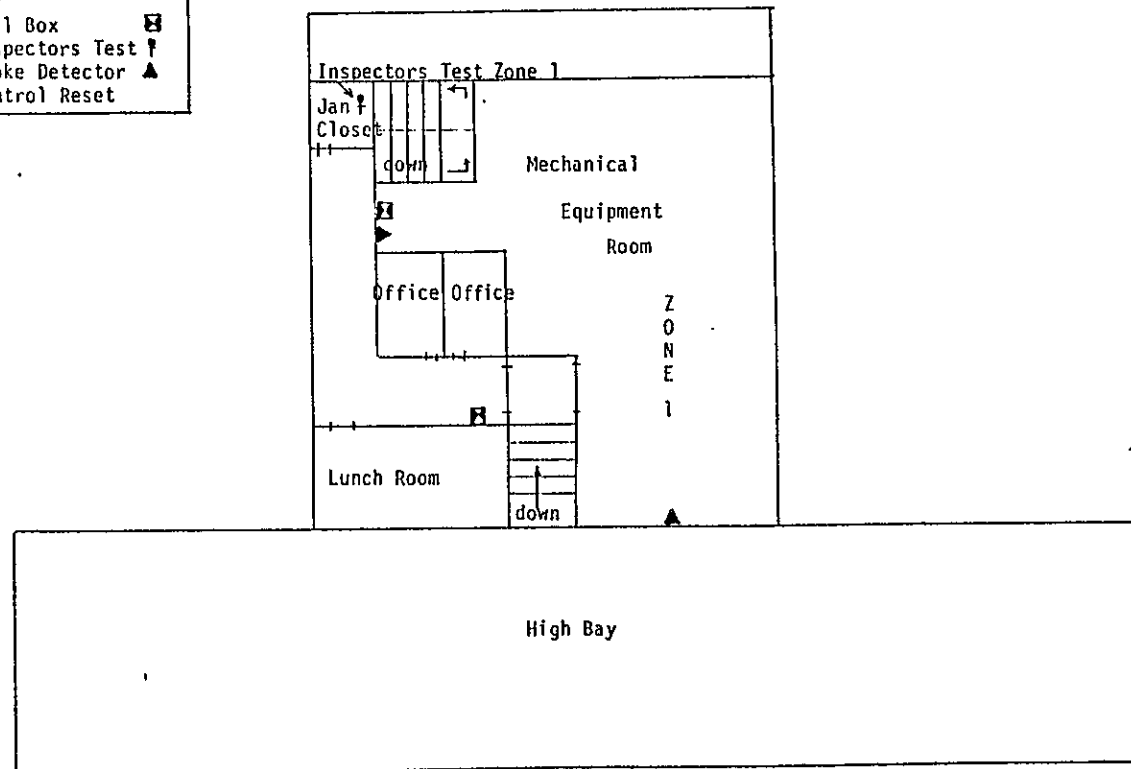 l Box
pectors Test
ke Detector
trol Reset
Inspectors Test Zone 1
Jan
Closet
down
Mechanical
Equipment
Room
Office Office
ZONE 1
Lunch Room
down
High Bay